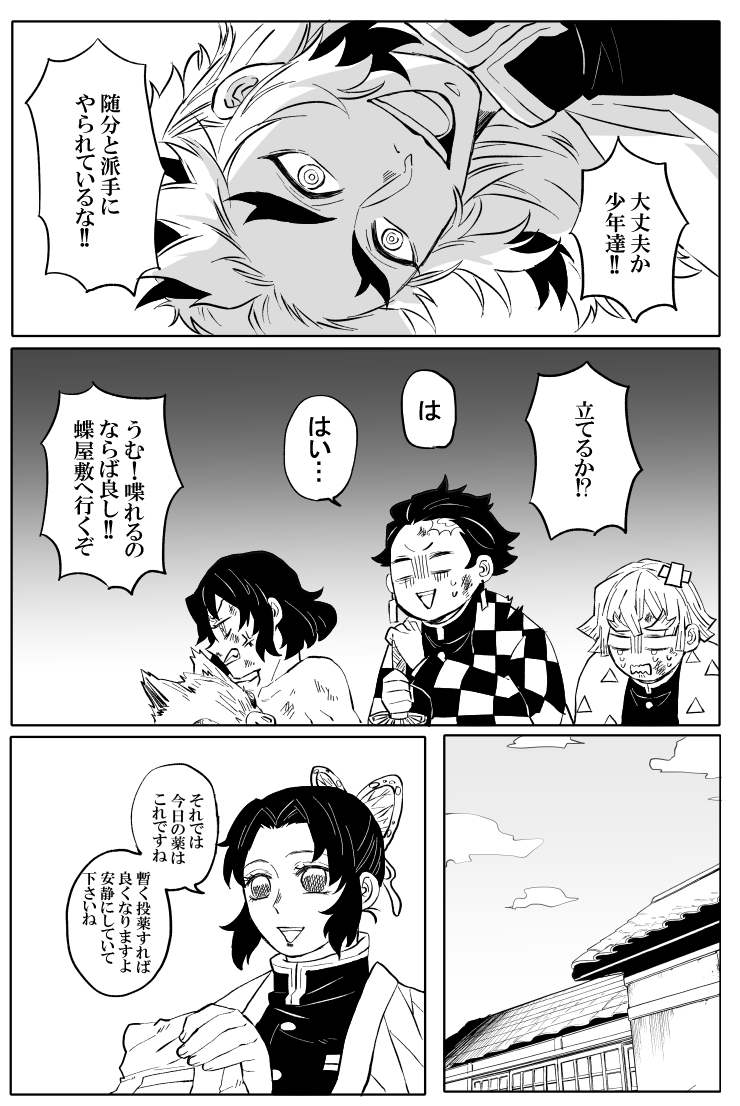 大丈夫か
少年達!!
随分と派手に
やられているな!!
立てるか!?
は
はい…
うむ！喋れるの
ならば良し!!
蝶屋敷へ行くぞ
それでは
今日の薬は
これですね
暫く投薬すれば
良くなりますよ
安静にしていて
下さいね